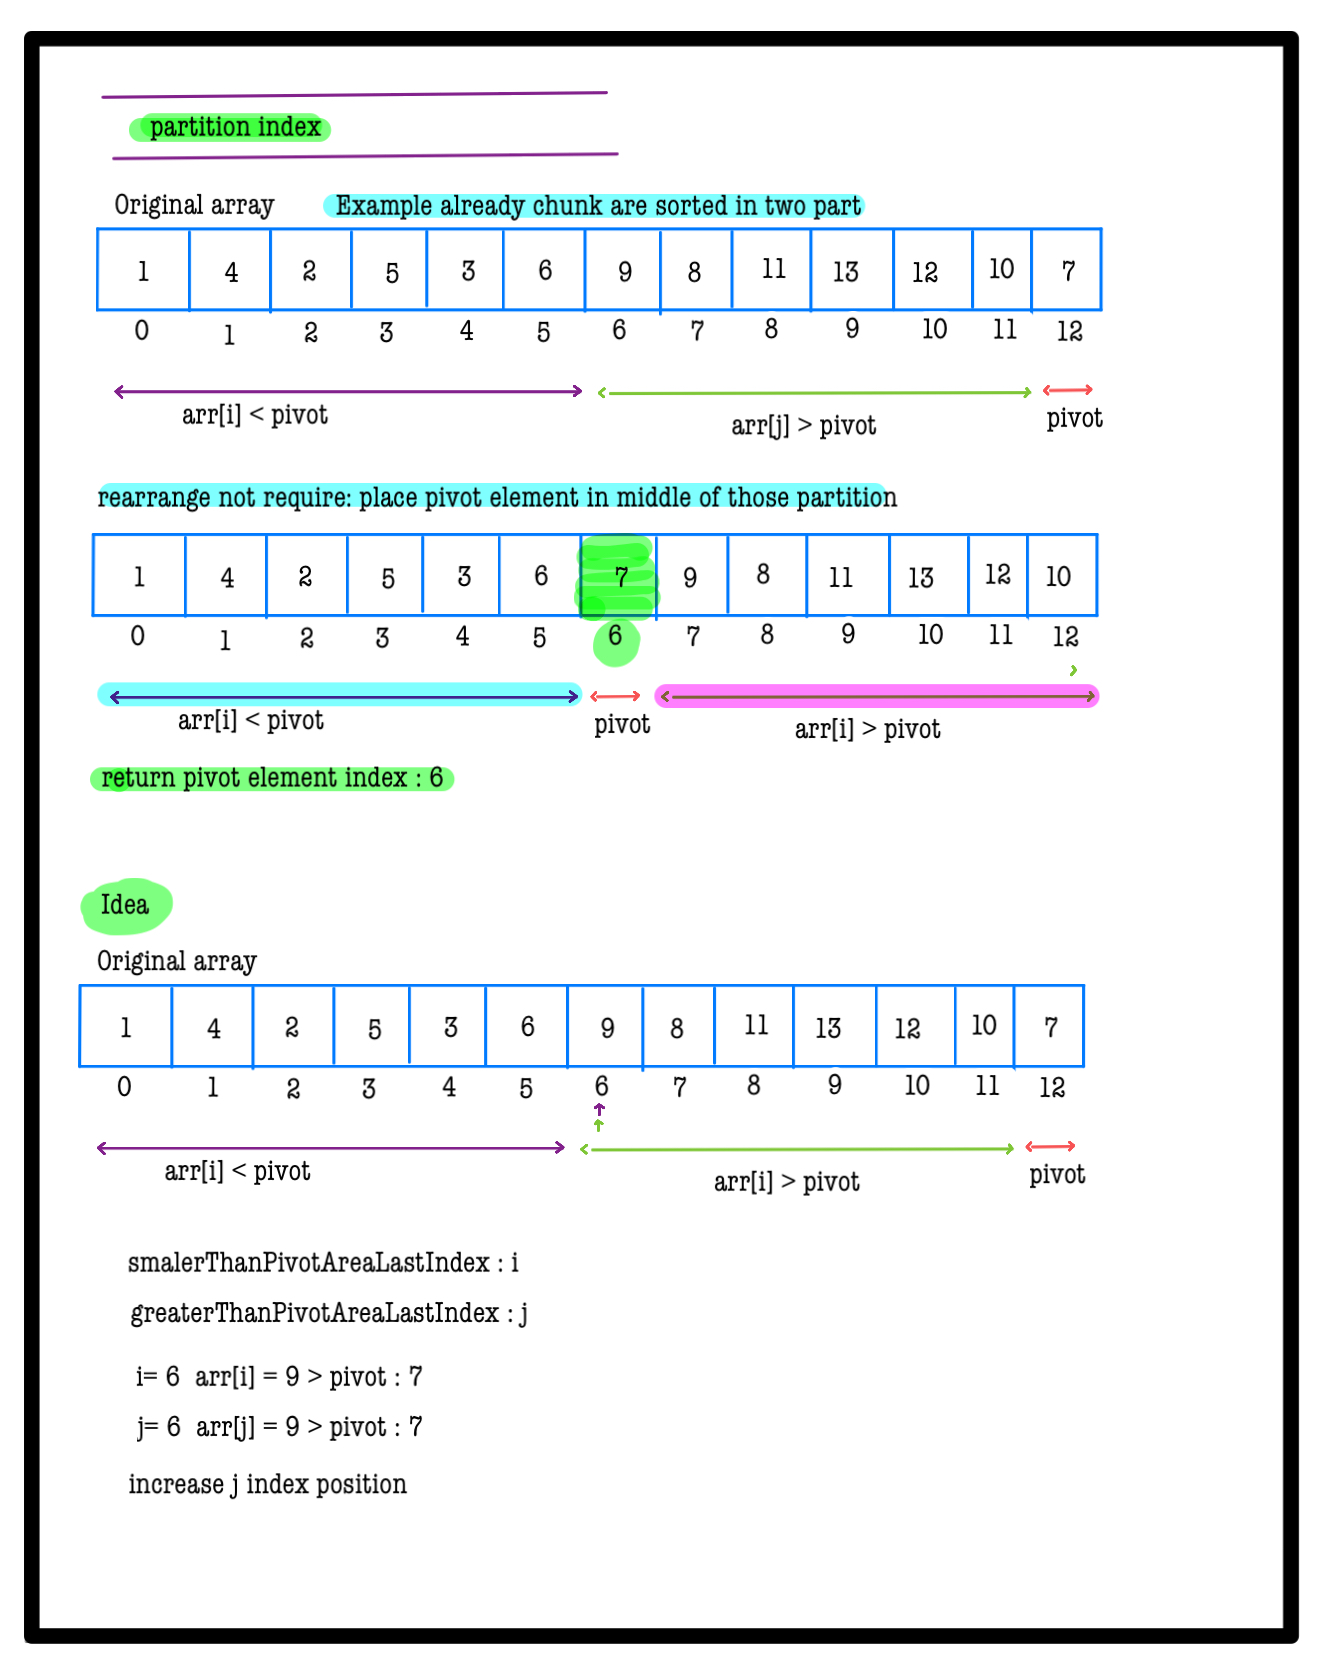 partition index
Original array Example already chunk are sorted in two part
1 4 2 5 3 6 9 8 11 13 12 10 7
0 1 2 3 4 5 6 7 8 9 10 11 12
arr[i] < pivot arr[j] > pivot pivot
rearrange not require: place pivot element in middle of those partition
1 4 2 5 3 6 7 9 8 11 13 12 10
0 1 2 3 4 5 6 7 8 9 10 11 12
arr[i] < pivot pivot arr[i] > pivot
return pivot element index : 6
Idea
Original array
1 4 2 5 3 6 9 8 11 13 12 10 7
0 1 2 3 4 5 6 7 8 9 10 11 12
arr[i] < pivot arr[i] > pivot pivot
smalerThanPivotAreaLastIndex : i
greaterThanPivotAreaLastIndex : j
i= 6 arr[i] = 9 > pivot : 7
j= 6 arr[j] = 9 > pivot : 7
increase j index position